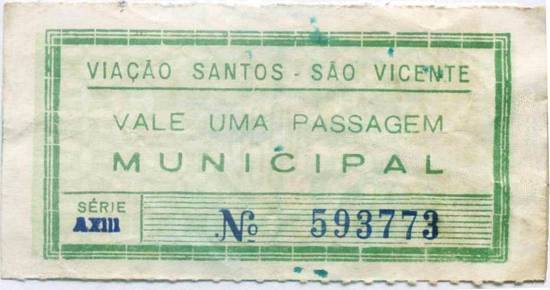 VIAÇÃO SANTOS - SÃO VICENTE
VALE UMA PASSAGEM
MUNICIPAL
SÉRIE
AXIII
Nº 593773